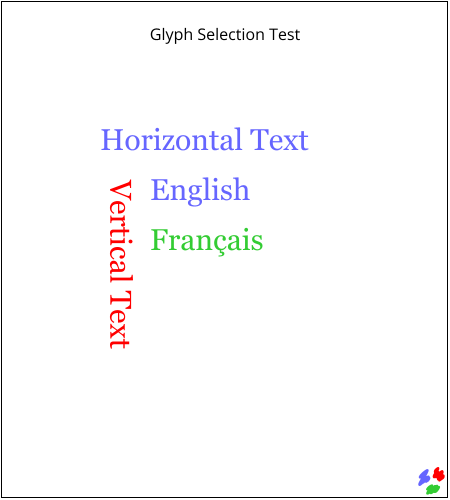 Glyph Selection Test
Horizontal Text
English
Français
Vertical Text